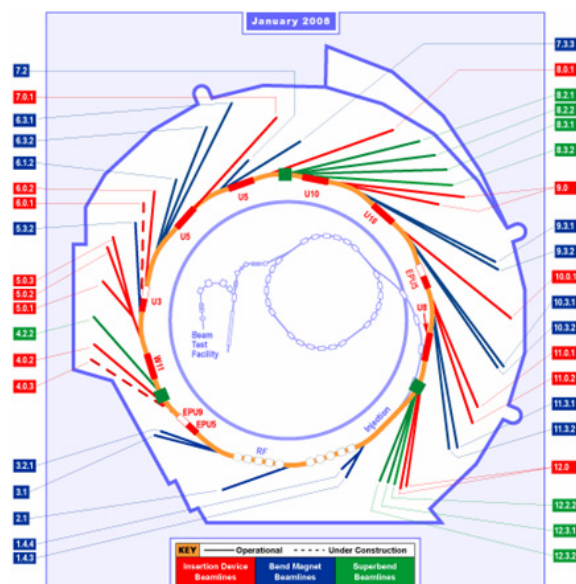 January 2008
7.2
7.0.1
6.3.1
6.3.2
6.1.2
6.0.2
6.0.1
5.3.2
5.0.3
5.0.2
5.0.1
4.2.2
4.0.2
4.0.3
3.2.1
3.1
2.1
1.4.4
1.4.3
7.3.3
8.0.1
8.2.1
8.2.2
8.3.1
8.3.2
9.0
9.3.1
9.3.2
10.0.1
10.3.1
10.3.2
11.0.1
11.0.2
11.3.1
11.3.2
12.0
12.2.2
12.3.1
12.3.2
U5
U10
U5
U10
U3
EPU5
U8
W11
EPU9
EPU5
Beam
Test
Facility
RF
Injection
KEY
Operational
Under Construction
Insertion Device
Beamlines
Bend Magnet
Beamlines
Superbend
Beamlines